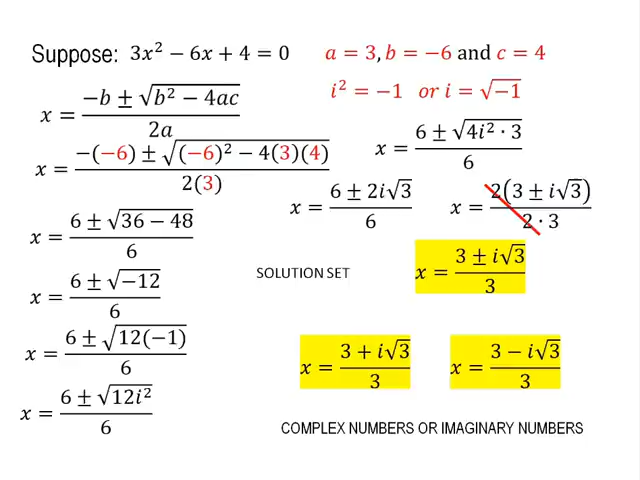 Suppose: 3x² − 6x + 4 = 0
a = 3, b = −6 and c = 4
i² = −1 or i = √−1
x = (−b ± √(b² − 4ac))/(2a)
x = (−(−6) ± √((−6)² − 4(3)(4)))/(2(3))
x = (6 ± √(36 − 48))/6
x = (6 ± √−12)/6
x = (6 ± √(12(−1)))/6
x = (6 ± √(12i²))/6
x = (6 ± √(4i² · 3))/6
x = (6 ± 2i√3)/6
x = (2(3 ± i√3))/(2 · 3)
SOLUTION SET
x = (3 ± i√3)/3
x = (3 + i√3)/3
x = (3 − i√3)/3
COMPLEX NUMBERS OR IMAGINARY NUMBERS